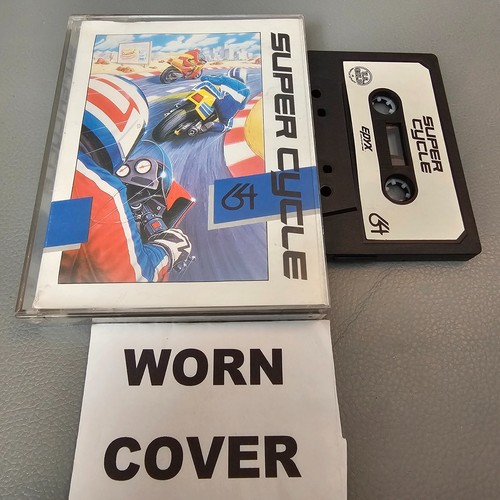 SUPER CYCLE
64
SUPER
CYCLE
EPYX
64
WORN
COVER